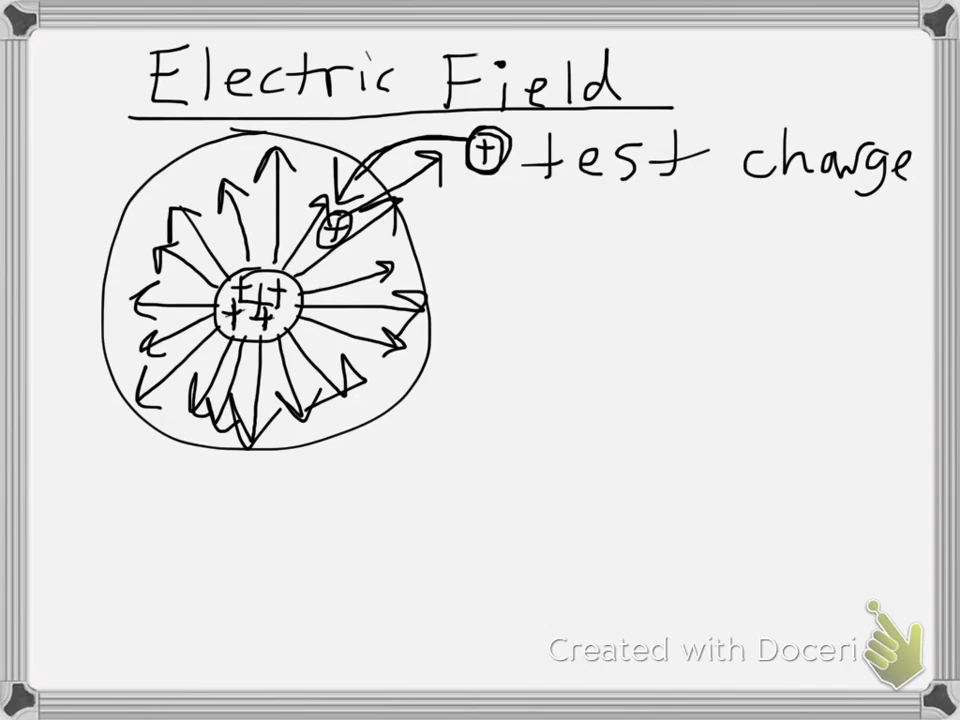 Electric Field
+ test charge
+ + +
+ +
+
Created with Doceri